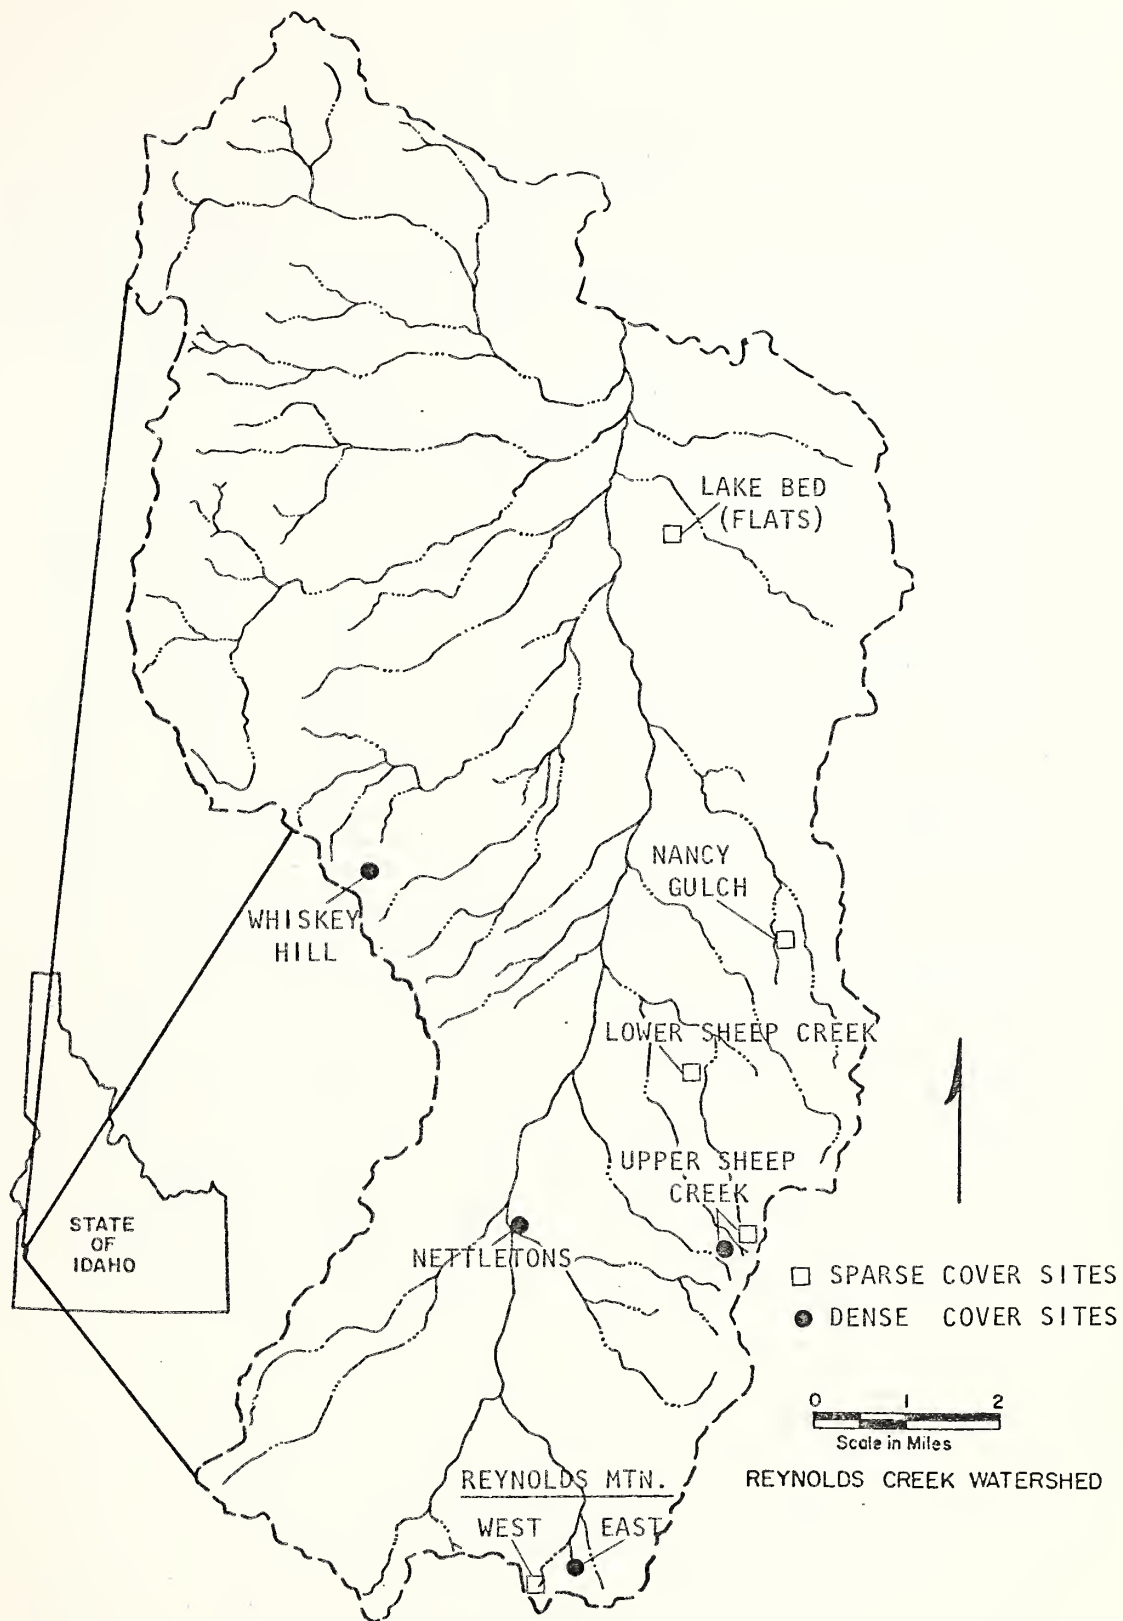 LAKE BED
(FLATS)
NANCY
GULCH
WHISKEY
HILL
LOWER SHEEP CREEK
UPPER SHEEP
CREEK
STATE
OF
IDAHO
NETTLETONS
SPARSE COVER SITES
DENSE COVER SITES
0 1 2
Scale in Miles
REYNOLDS CREEK WATERSHED
REYNOLDS MTN.
WEST EAST